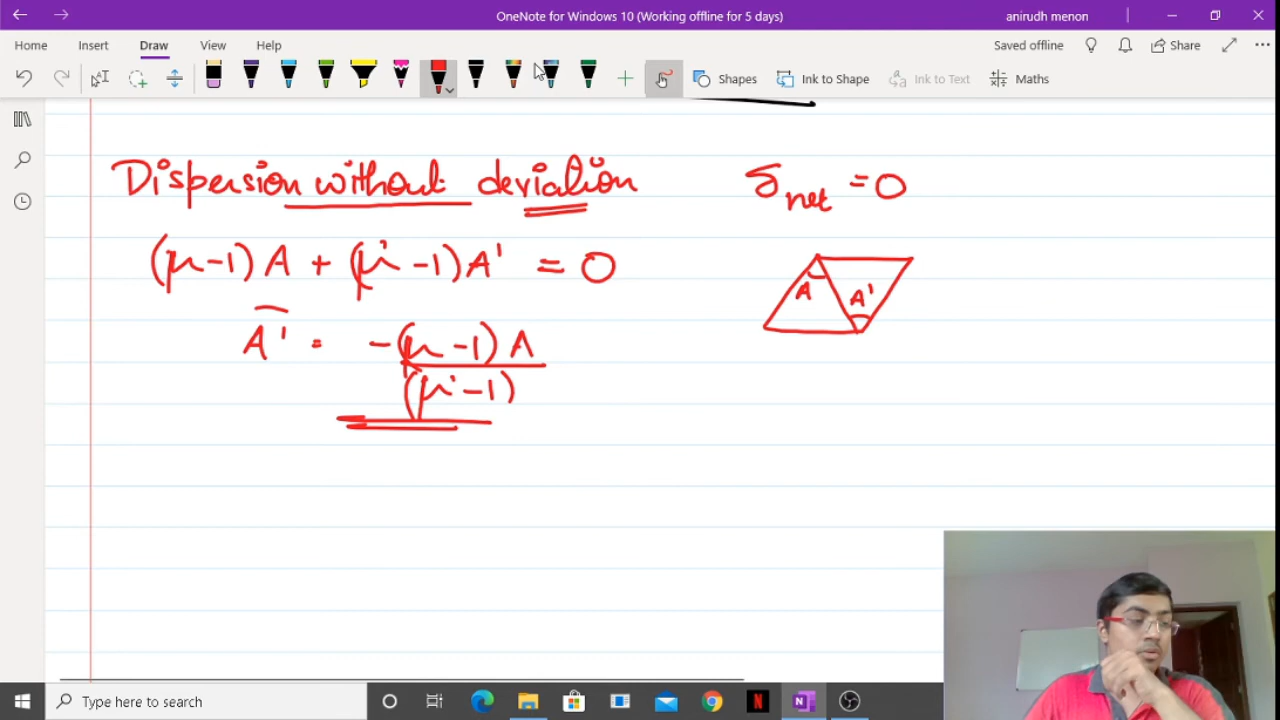 OneNote for Windows 10 (Working offline for 5 days)
anirudh menon
Home Insert Draw View Help
Saved offline
Share
Shapes
Ink to Shape
Ink to Text
Maths
Dispersion without deviation
δnet = 0
(μ-1) A + (μ'-1) A' = 0
A' = -(μ-1) A
(μ'-1)
A
A'
Type here to search